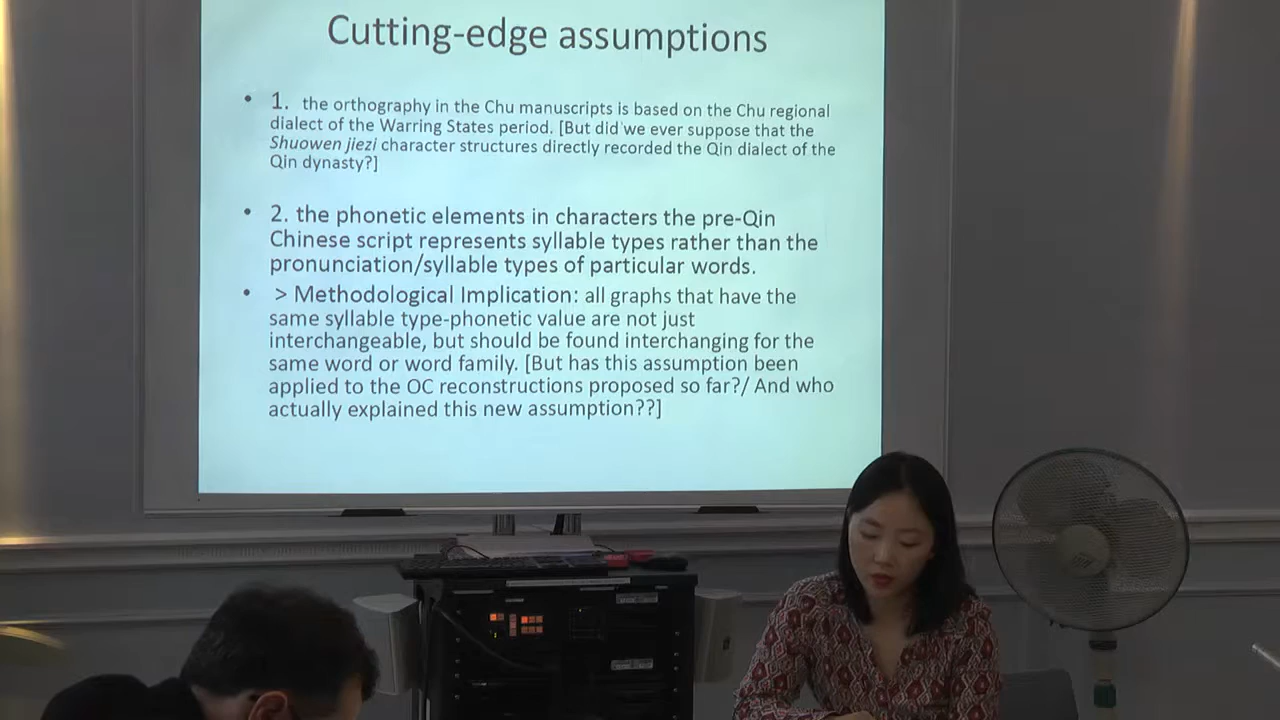 Cutting-edge assumptions
• 1. the orthography in the Chu manuscripts is based on the Chu regional
dialect of the Warring States period. [But did we ever suppose that the
Shuowen jiezi character structures directly recorded the Qin dialect of the
Qin dynasty?]
• 2. the phonetic elements in characters the pre-Qin
Chinese script represents syllable types rather than the
pronunciation/syllable types of particular words.
• > Methodological Implication: all graphs that have the
same syllable type-phonetic value are not just
interchangeable, but should be found interchanging for the
same word or word family. [But has this assumption been
applied to the OC reconstructions proposed so far?/ And who
actually explained this new assumption??]